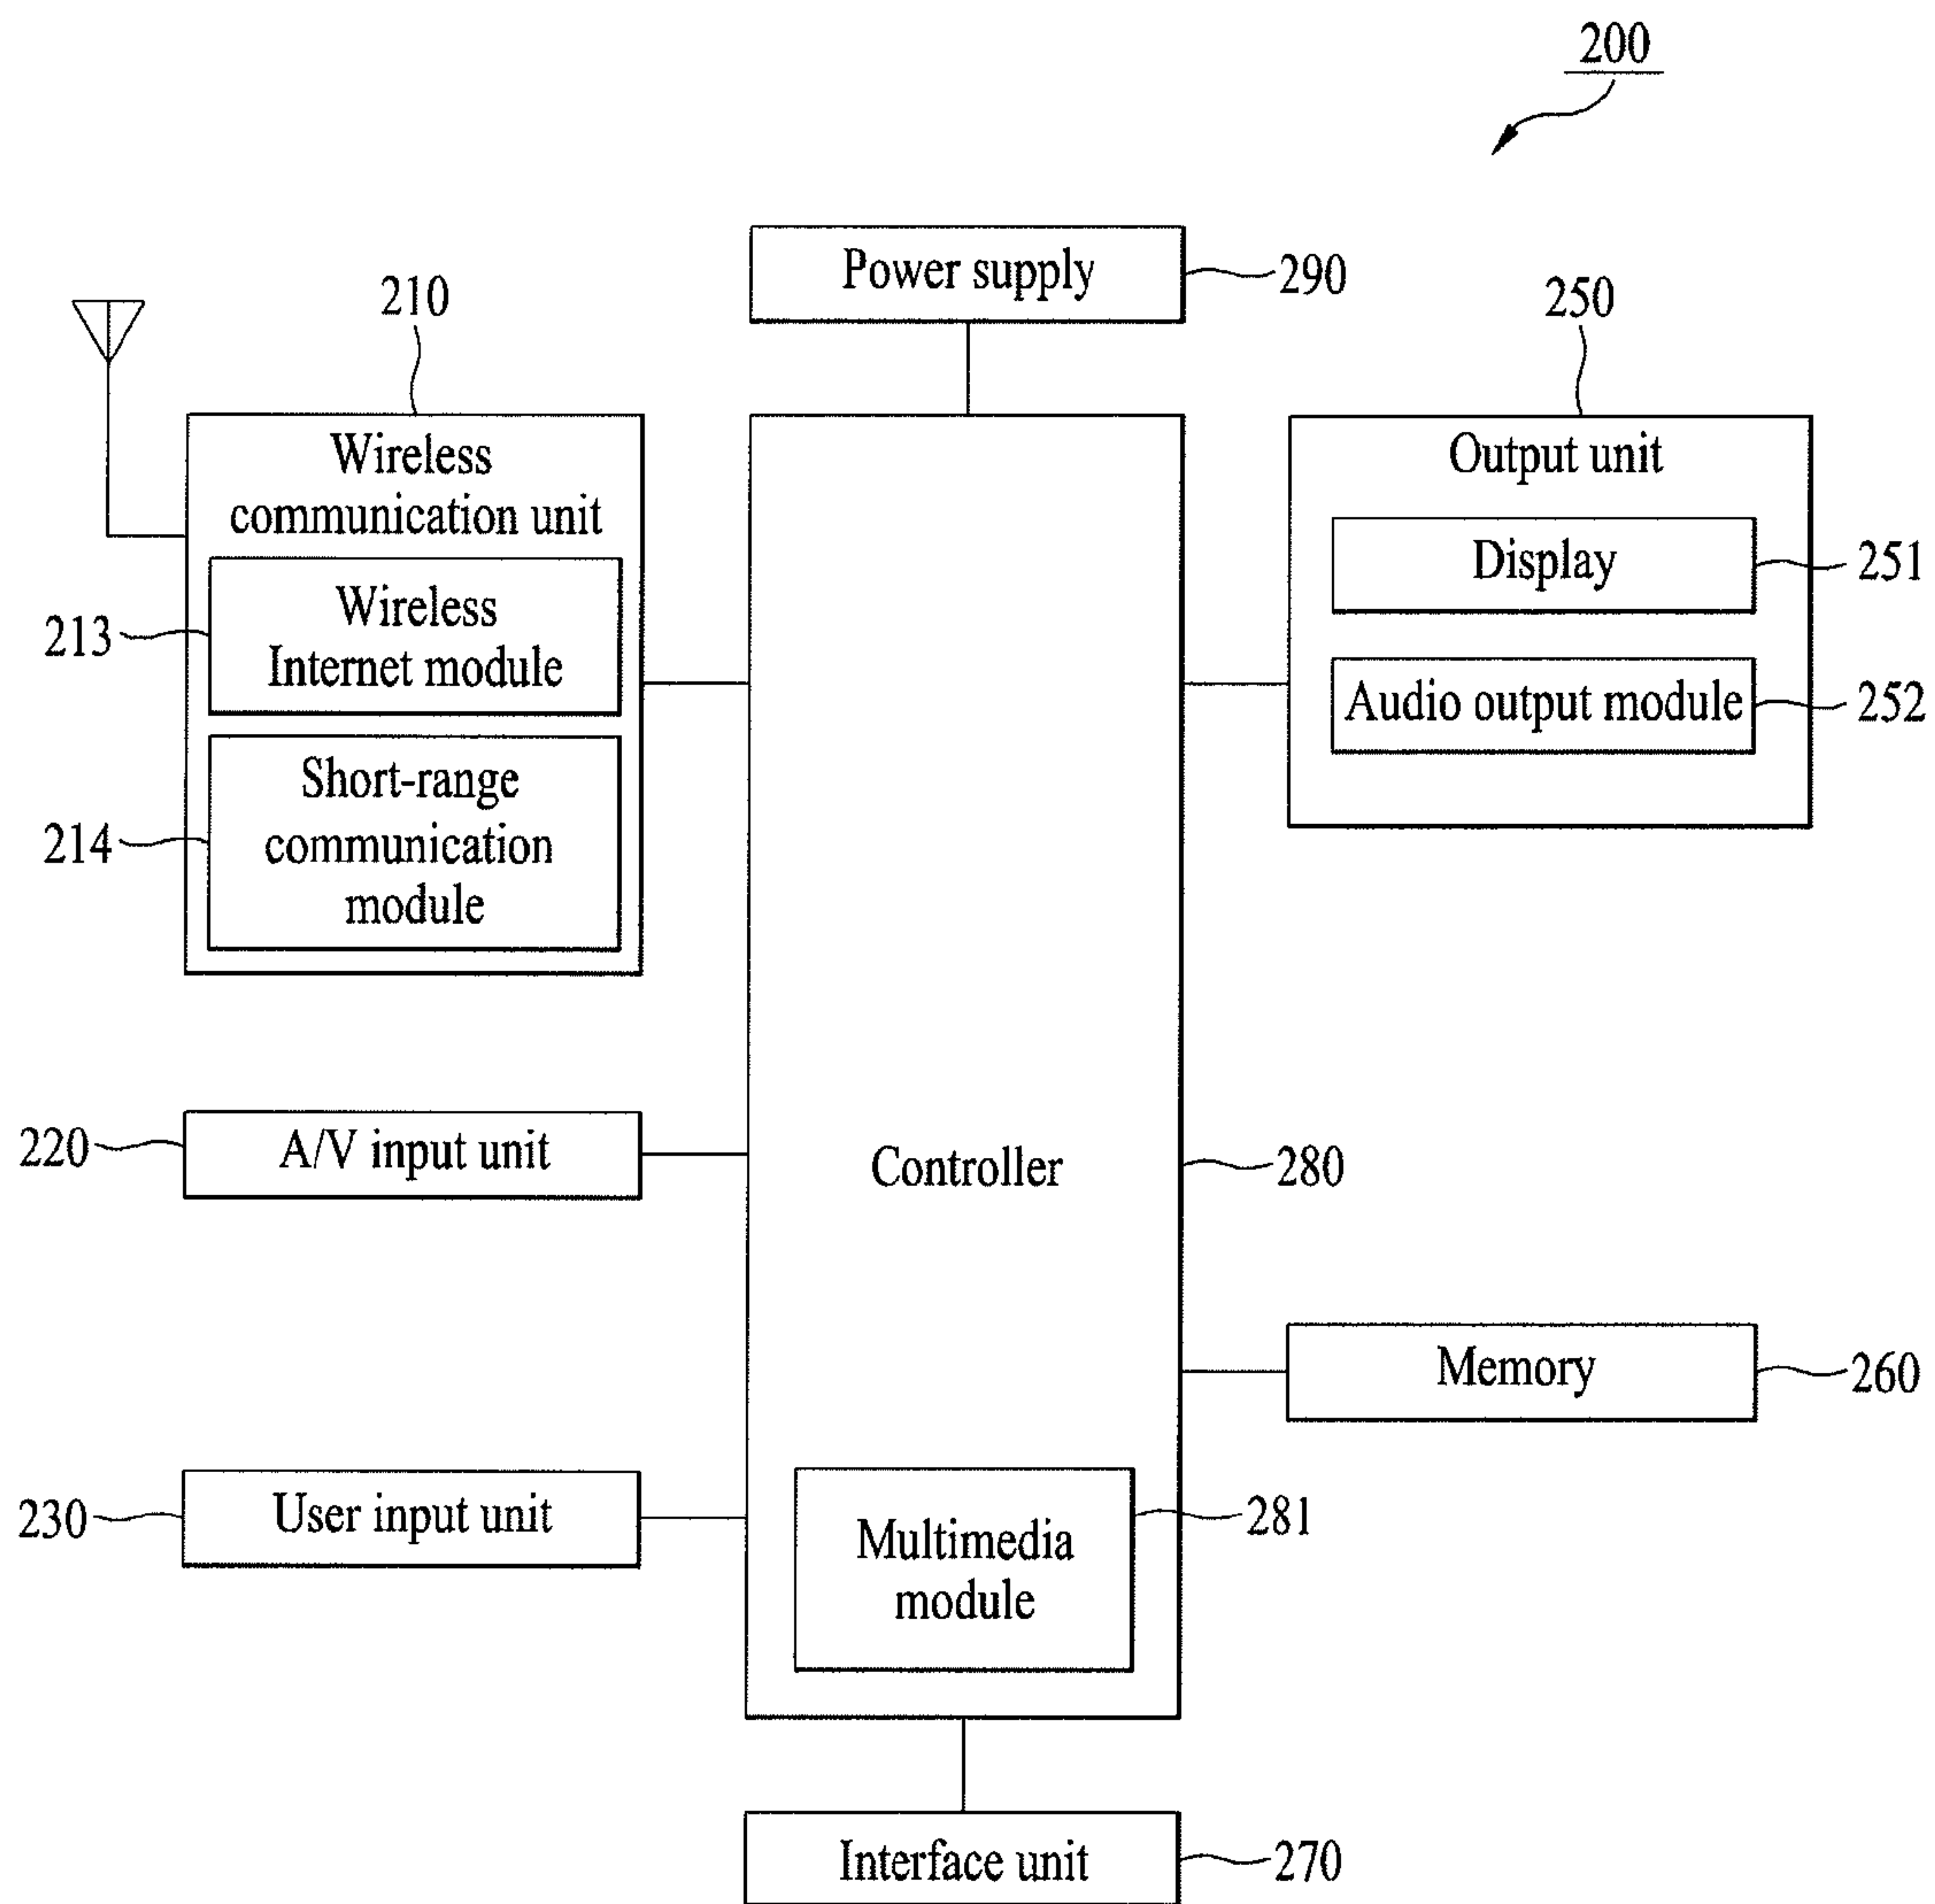 200
Power supply
290
210
250
Wireless
communication unit
Output unit
Display
251
Wireless
Internet module
213
Audio output module
252
Short-range
communication
module
214
220
A/V input unit
Controller
280
Memory
260
230
User input unit
281
Multimedia
module
Interface unit
270